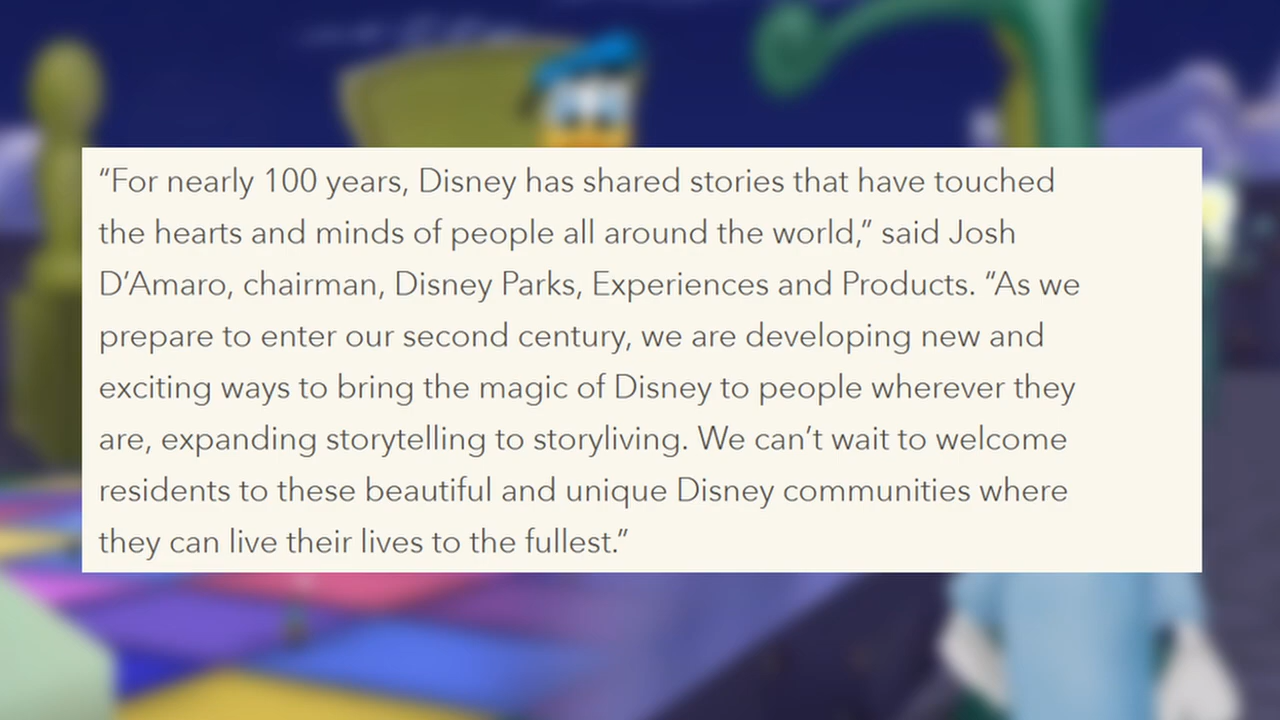 “For nearly 100 years, Disney has shared stories that have touched
the hearts and minds of people all around the world,” said Josh
D’Amaro, chairman, Disney Parks, Experiences and Products. “As we
prepare to enter our second century, we are developing new and
exciting ways to bring the magic of Disney to people wherever they
are, expanding storytelling to storyliving. We can’t wait to welcome
residents to these beautiful and unique Disney communities where
they can live their lives to the fullest.”